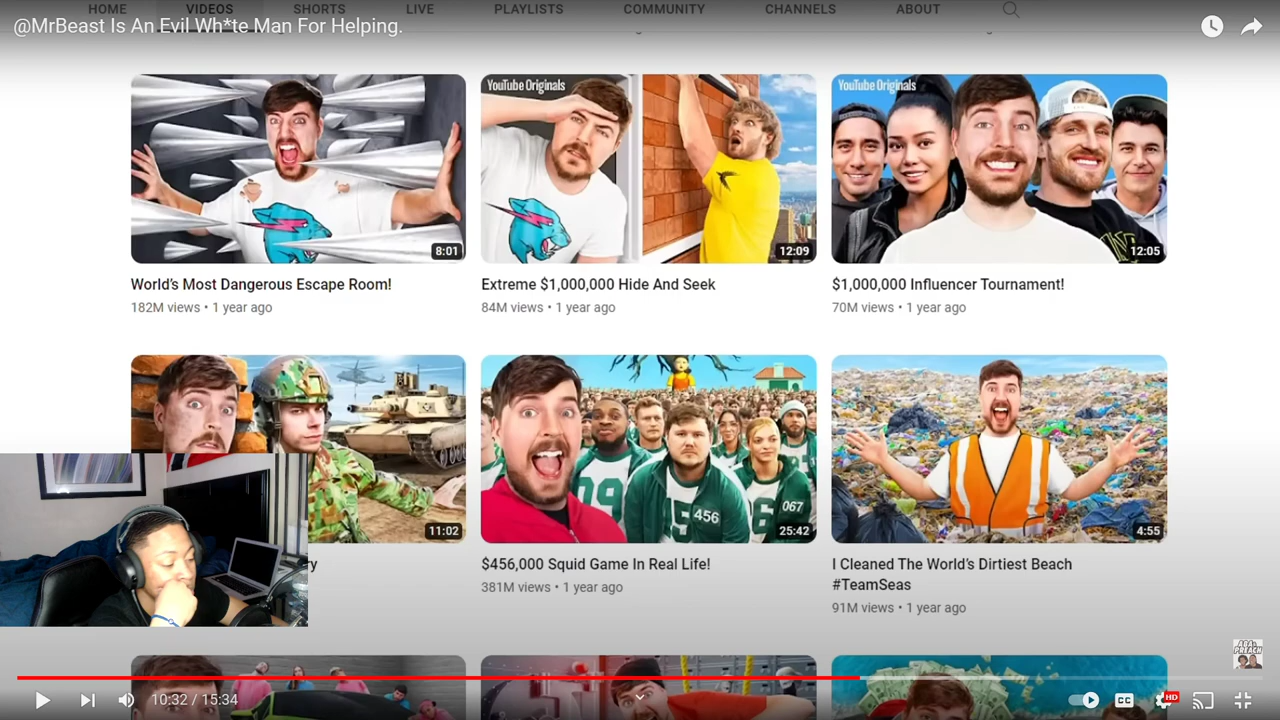 HOME VIDEOS SHORTS LIVE PLAYLISTS COMMUNITY CHANNELS ABOUT
@MrBeast Is An Evil Wh*te Man For Helping.
YouTube Originals
YouTube Originals
8:01
12:09
12:05
World's Most Dangerous Escape Room!
Extreme $1,000,000 Hide And Seek
$1,000,000 Influencer Tournament!
182M views • 1 year ago
84M views • 1 year ago
70M views • 1 year ago
456
067
11:02
25:42
4:55
ry
$456,000 Squid Game In Real Life!
I Cleaned The World's Dirtiest Beach
#TeamSeas
381M views • 1 year ago
91M views • 1 year ago
PREACH
10:32 / 15:34
CC
HD